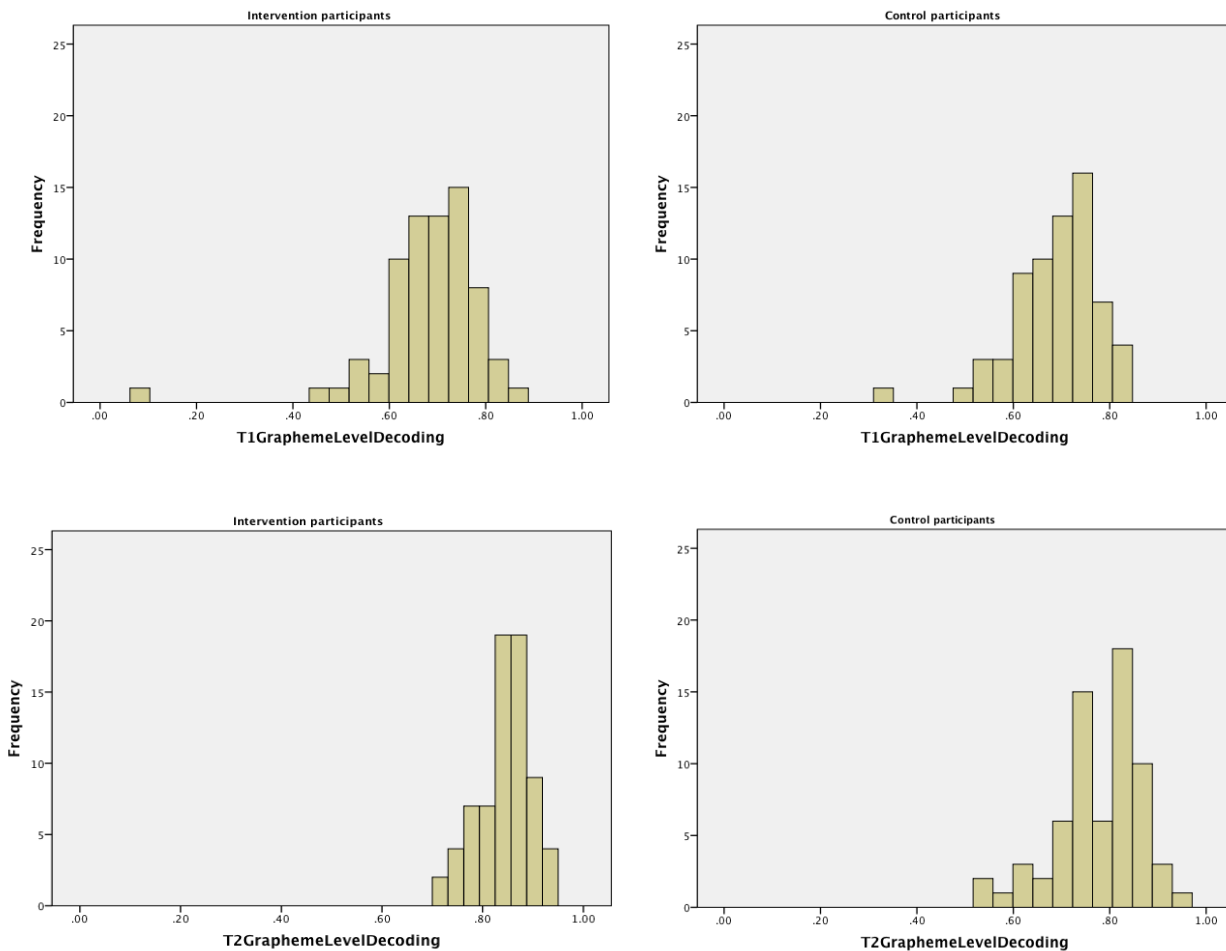 Intervention participants
25
20
15
10
5
0
Frequency
.00 .20 .40 .60 .80 1.00
T1GraphemeLevelDecoding
Control participants
25
20
15
10
5
0
Frequency
.00 .20 .40 .60 .80 1.00
T1GraphemeLevelDecoding
Intervention participants
25
20
15
10
5
0
Frequency
.00 .20 .40 .60 .80 1.00
T2GraphemeLevelDecoding
Control participants
25
20
15
10
5
0
Frequency
.00 .20 .40 .60 .80 1.00
T2GraphemeLevelDecoding